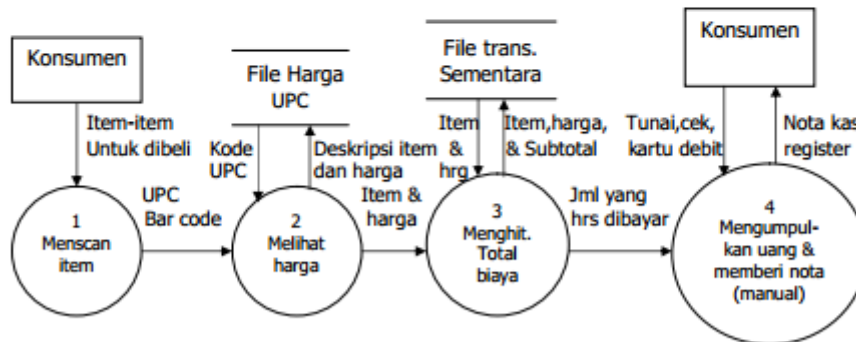 Konsumen
File Harga
UPC
File trans.
Sementara
Konsumen
Item-item
Untuk dibeli
Kode
UPC
Deskripsi item
dan harga
Item &
hrg
Item,harga,
& Subtotal
Tunai,cek,
kartu debit
Nota kas
register
UPC
Bar code
Item &
harga
Jml yang
hrs dibayar
1
Menscan
item
2
Melihat
harga
3
Menghit.
Total
biaya
4
Mengumpul-
kan uang &
memberi nota
(manual)